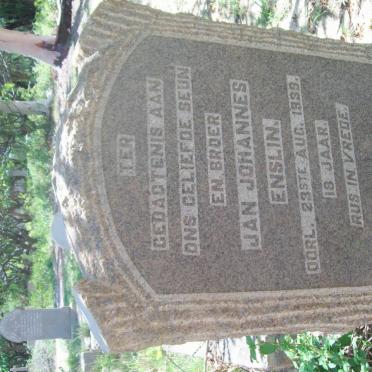 TER
GEDACHTENIS AAN
ONS GELIEFDE SEUN
EN BROER
JAN JOHANNES
ENSLIN.
OORL. 23STE AUG. 1899.
18 JAAR.
RUS IN VREDE.